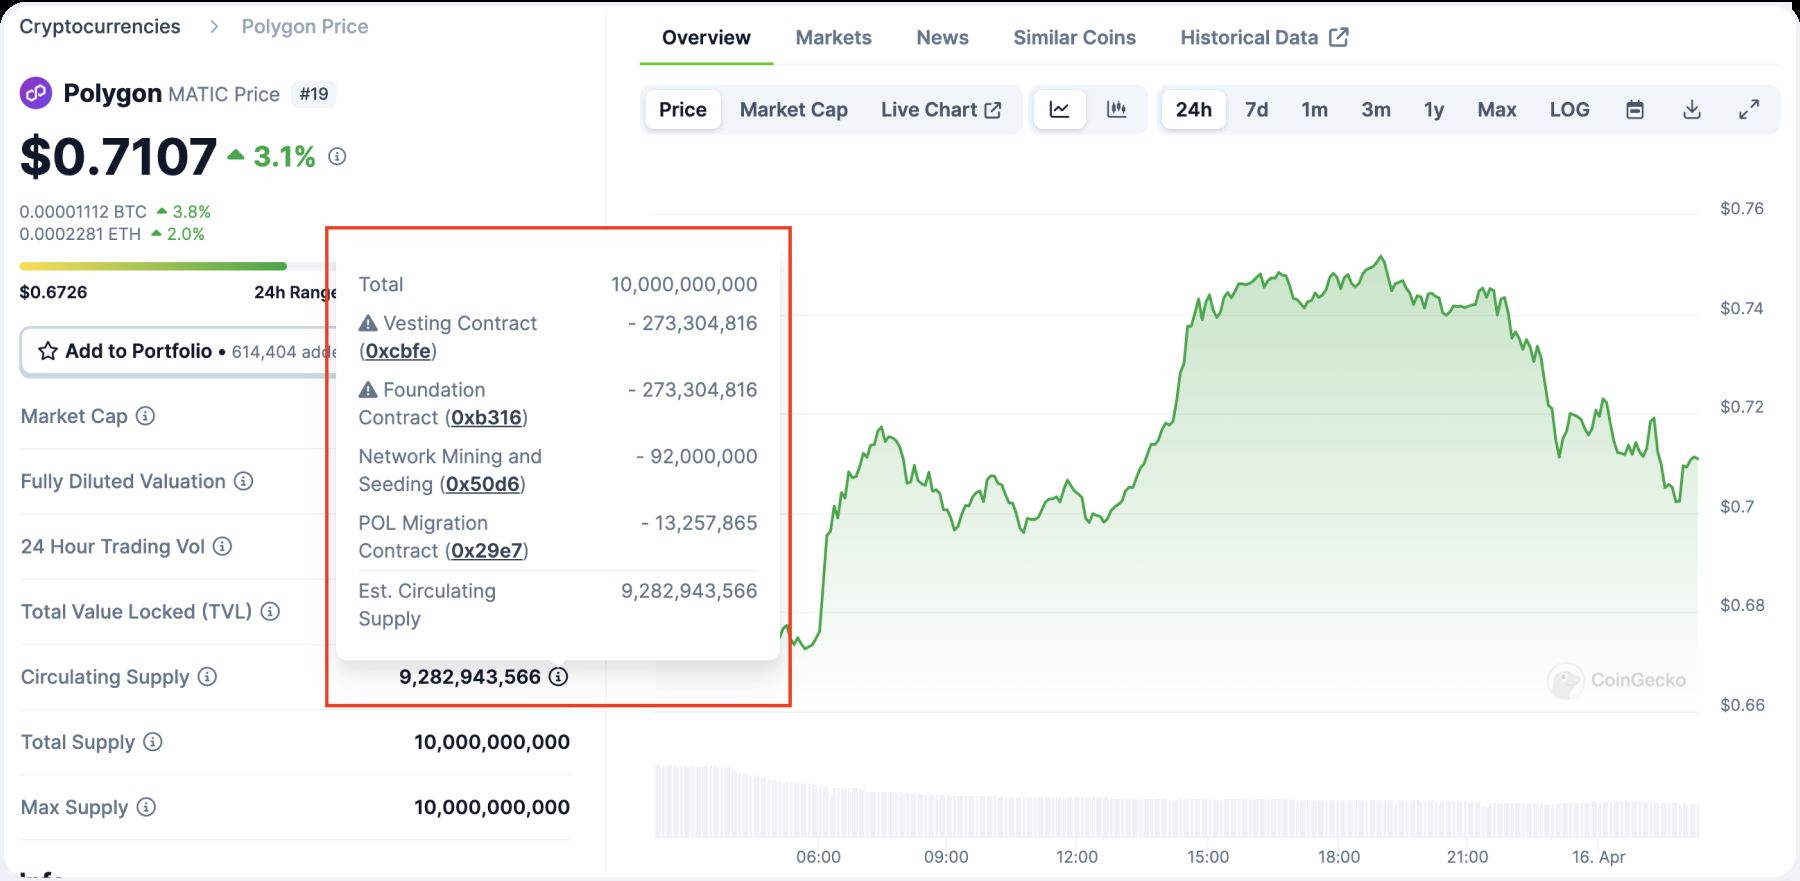 Cryptocurrencies > Polygon Price
Polygon MATIC Price #19
$0.7107 3.1%
0.00001112 BTC 3.8%
0.0002281 ETH 2.0%
$0.6726 24h Range
Add to Portfolio • 614,404
Market Cap
Fully Diluted Valuation
24 Hour Trading Vol
Total Value Locked (TVL)
Circulating Supply 9,282,943,566
Total Supply 10,000,000,000
Max Supply 10,000,000,000
Total 10,000,000,000
Vesting Contract - 273,304,816
(0xcbfe)
Foundation - 273,304,816
Contract (0xb316)
Network Mining and - 92,000,000
Seeding (0x50d6)
POL Migration - 13,257,865
Contract (0x29e7)
Est. Circulating 9,282,943,566
Supply
Overview Markets News Similar Coins Historical Data
Price Market Cap Live Chart 24h 7d 1m 3m 1y Max LOG
$0.76
$0.74
$0.72
$0.7
$0.68
$0.66
CoinGecko
06:00 09:00 12:00 15:00 18:00 21:00 16. Apr